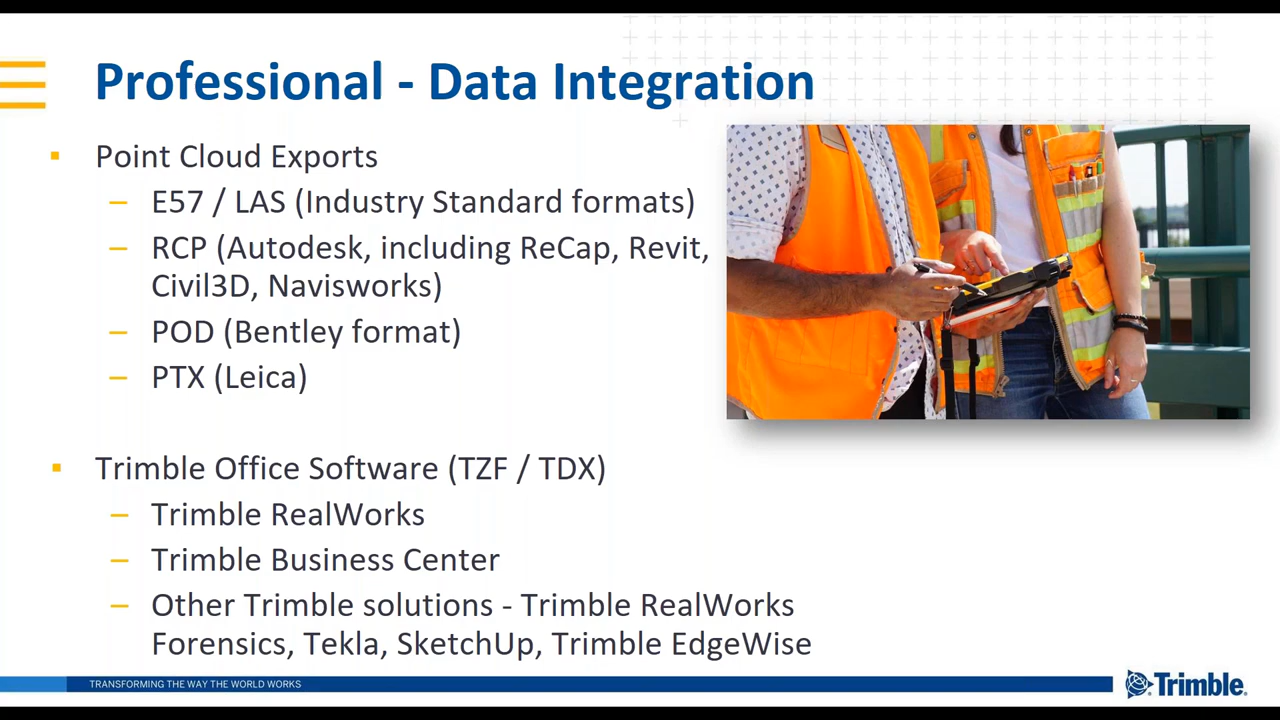 Professional - Data Integration
▪ Point Cloud Exports
– E57 / LAS (Industry Standard formats)
– RCP (Autodesk, including ReCap, Revit,
Civil3D, Navisworks)
– POD (Bentley format)
– PTX (Leica)
▪ Trimble Office Software (TZF / TDX)
– Trimble RealWorks
– Trimble Business Center
– Other Trimble solutions - Trimble RealWorks
Forensics, Tekla, SketchUp, Trimble EdgeWise
TRANSFORMING THE WAY THE WORLD WORKS
Trimble.